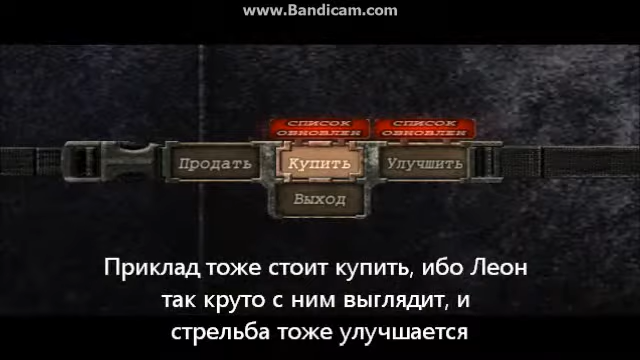 www.Bandicam.com
СПИСОК ОБНОВЛЕН
СПИСОК ОБНОВЛЕН
Продать
Купить
Улучшить
Выход
Приклад тоже стоит купить, ибо Леон
так круто с ним выглядит, и
стрельба тоже улучшается